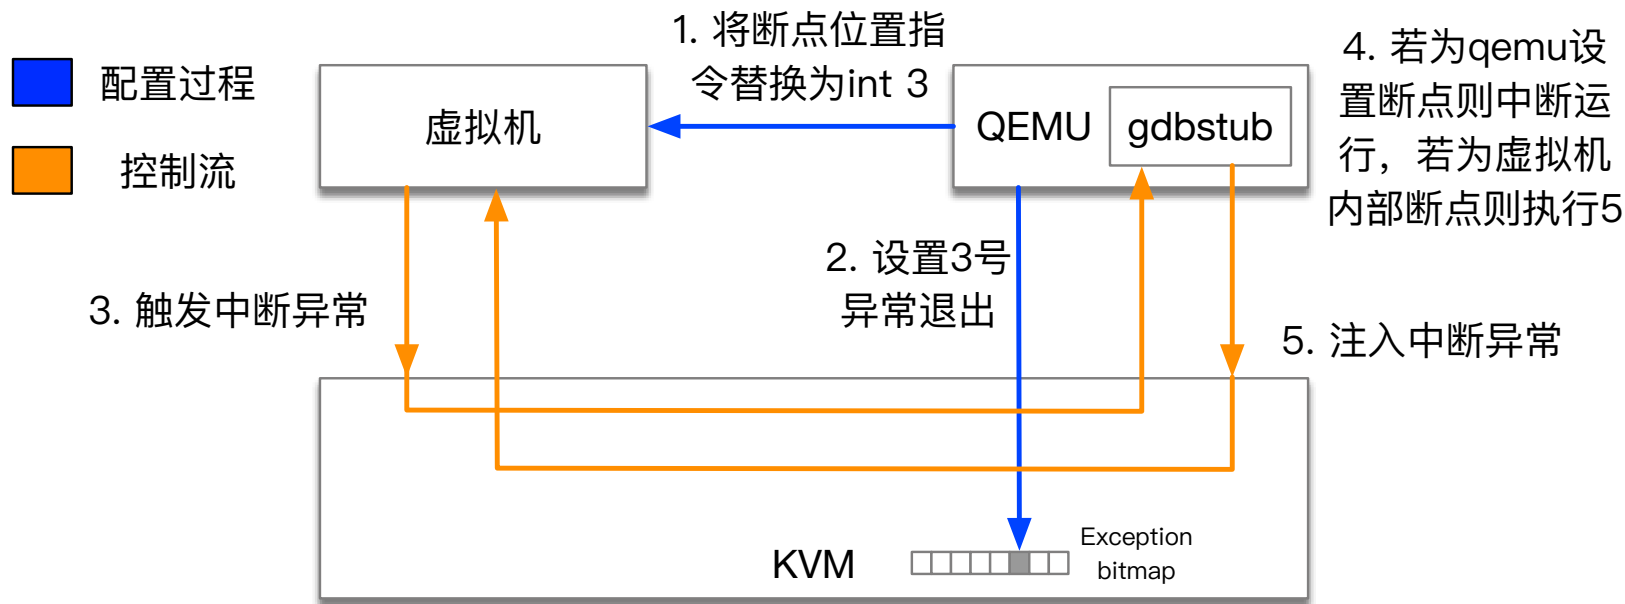 配置过程
控制流
虚拟机
1. 将断点位置指
令替换为int 3
QEMU
gdbstub
4. 若为qemu设
置断点则中断运
行，若为虚拟机
内部断点则执行5
2. 设置3号
异常退出
3. 触发中断异常
5. 注入中断异常
KVM
Exception
bitmap